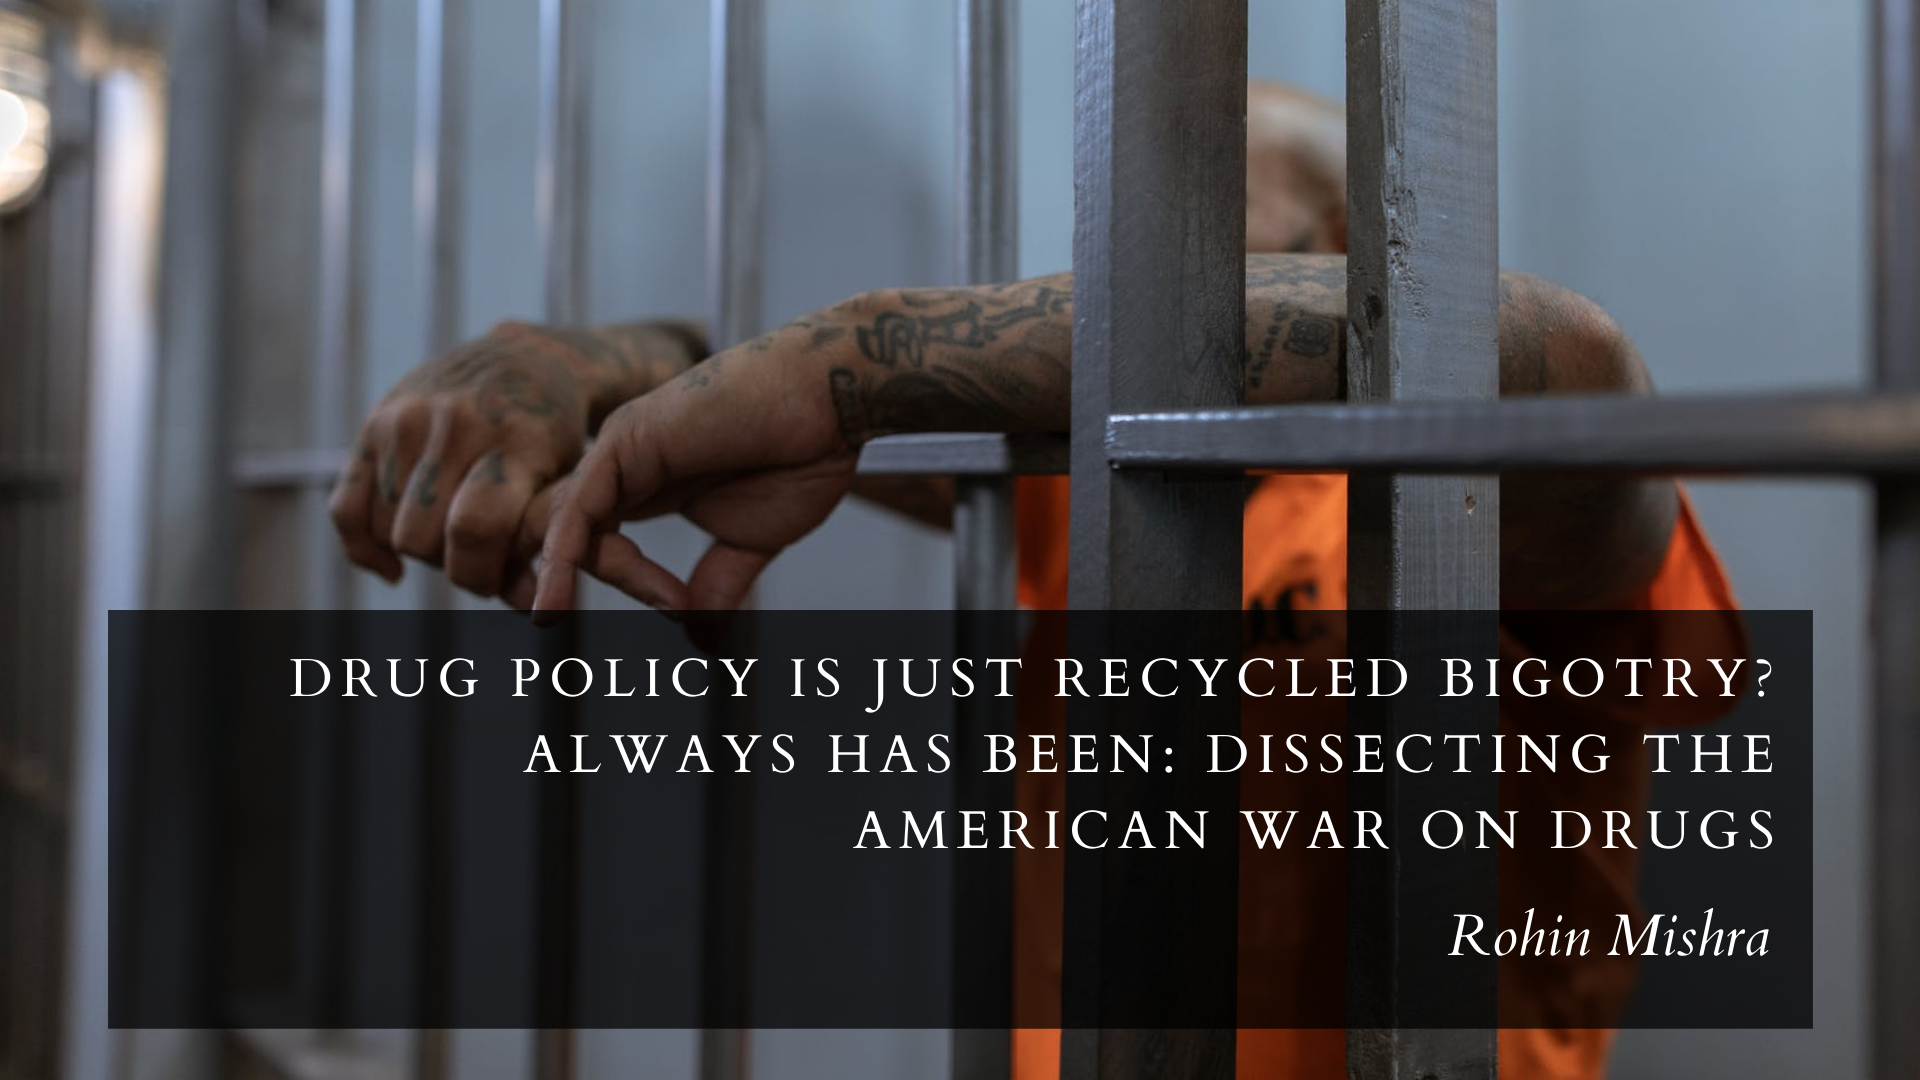 DRUG POLICY IS JUST RECYCLED BIGOTRY?
ALWAYS HAS BEEN: DISSECTING THE
AMERICAN WAR ON DRUGS
Rohin Mishra